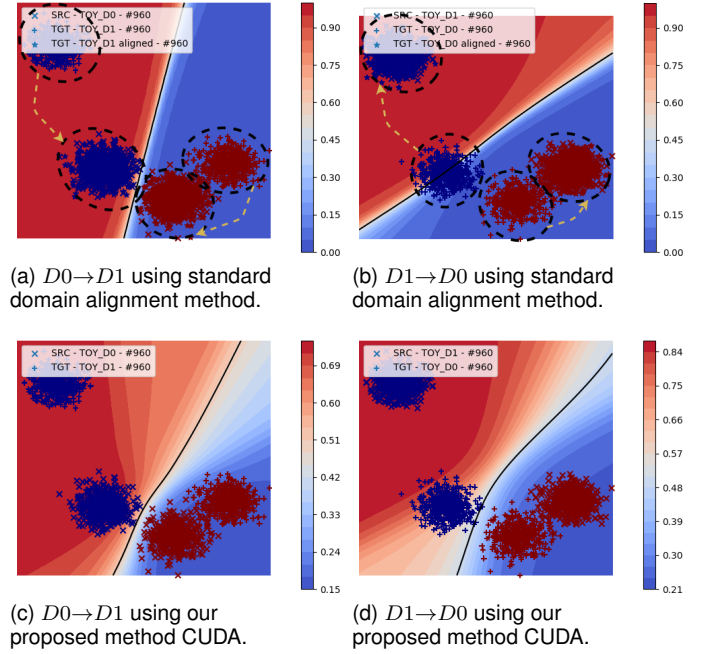 SRC - TOY_D0 - #960
TGT - TOY_D1 - #960
TGT - TOY_D1 aligned - #960
0.90
0.75
0.60
0.45
0.30
0.15
0.00
SRC - TOY_D1 - #960
TGT - TOY_D0 - #960
TGT - TOY_D0 aligned - #960
0.90
0.75
0.60
0.45
0.30
0.15
0.00
(a) D0→D1 using standard
domain alignment method.
(b) D1→D0 using standard
domain alignment method.
SRC - TOY_D0 - #960
TGT - TOY_D1 - #960
0.69
0.60
0.51
0.42
0.33
0.24
0.15
SRC - TOY_D1 - #960
TGT - TOY_D0 - #960
0.84
0.75
0.66
0.57
0.48
0.39
0.30
0.21
(c) D0→D1 using our
proposed method CUDA.
(d) D1→D0 using our
proposed method CUDA.